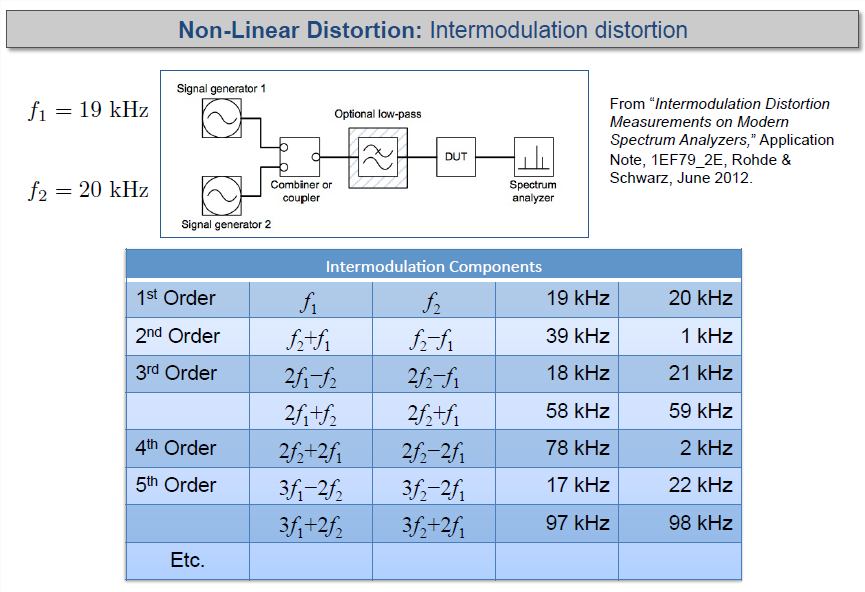 Non-Linear Distortion: Intermodulation distortion
f₁ = 19 kHz
f₂ = 20 kHz
Signal generator 1
Optional low-pass
DUT
Combiner or
coupler
Spectrum
analyzer
Signal generator 2
From “Intermodulation Distortion
Measurements on Modern
Spectrum Analyzers,” Application
Note, 1EF79_2E, Rohde &
Schwarz, June 2012.
Intermodulation Components
1st Order f₁ f₂ 19 kHz 20 kHz
2nd Order f₂+f₁ f₂−f₁ 39 kHz 1 kHz
3rd Order 2f₁−f₂ 2f₂−f₁ 18 kHz 21 kHz
2f₁+f₂ 2f₂+f₁ 58 kHz 59 kHz
4th Order 2f₂+2f₁ 2f₂−2f₁ 78 kHz 2 kHz
5th Order 3f₁−2f₂ 3f₂−2f₁ 17 kHz 22 kHz
3f₁+2f₂ 3f₂+2f₁ 97 kHz 98 kHz
Etc.